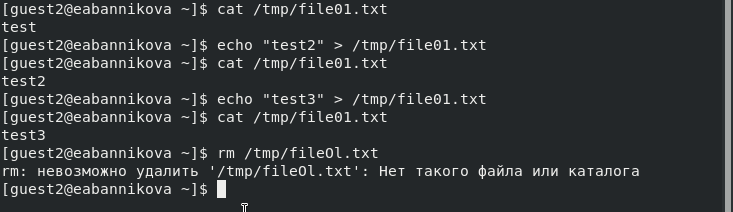 [guest2@eabannikova ~]$ cat /tmp/file01.txt
test
[guest2@eabannikova ~]$ echo "test2" > /tmp/file01.txt
[guest2@eabannikova ~]$ cat /tmp/file01.txt
test2
[guest2@eabannikova ~]$ echo "test3" > /tmp/file01.txt
[guest2@eabannikova ~]$ cat /tmp/file01.txt
test3
[guest2@eabannikova ~]$ rm /tmp/fileOl.txt
rm: невозможно удалить '/tmp/fileOl.txt': Нет такого файла или каталога
[guest2@eabannikova ~]$